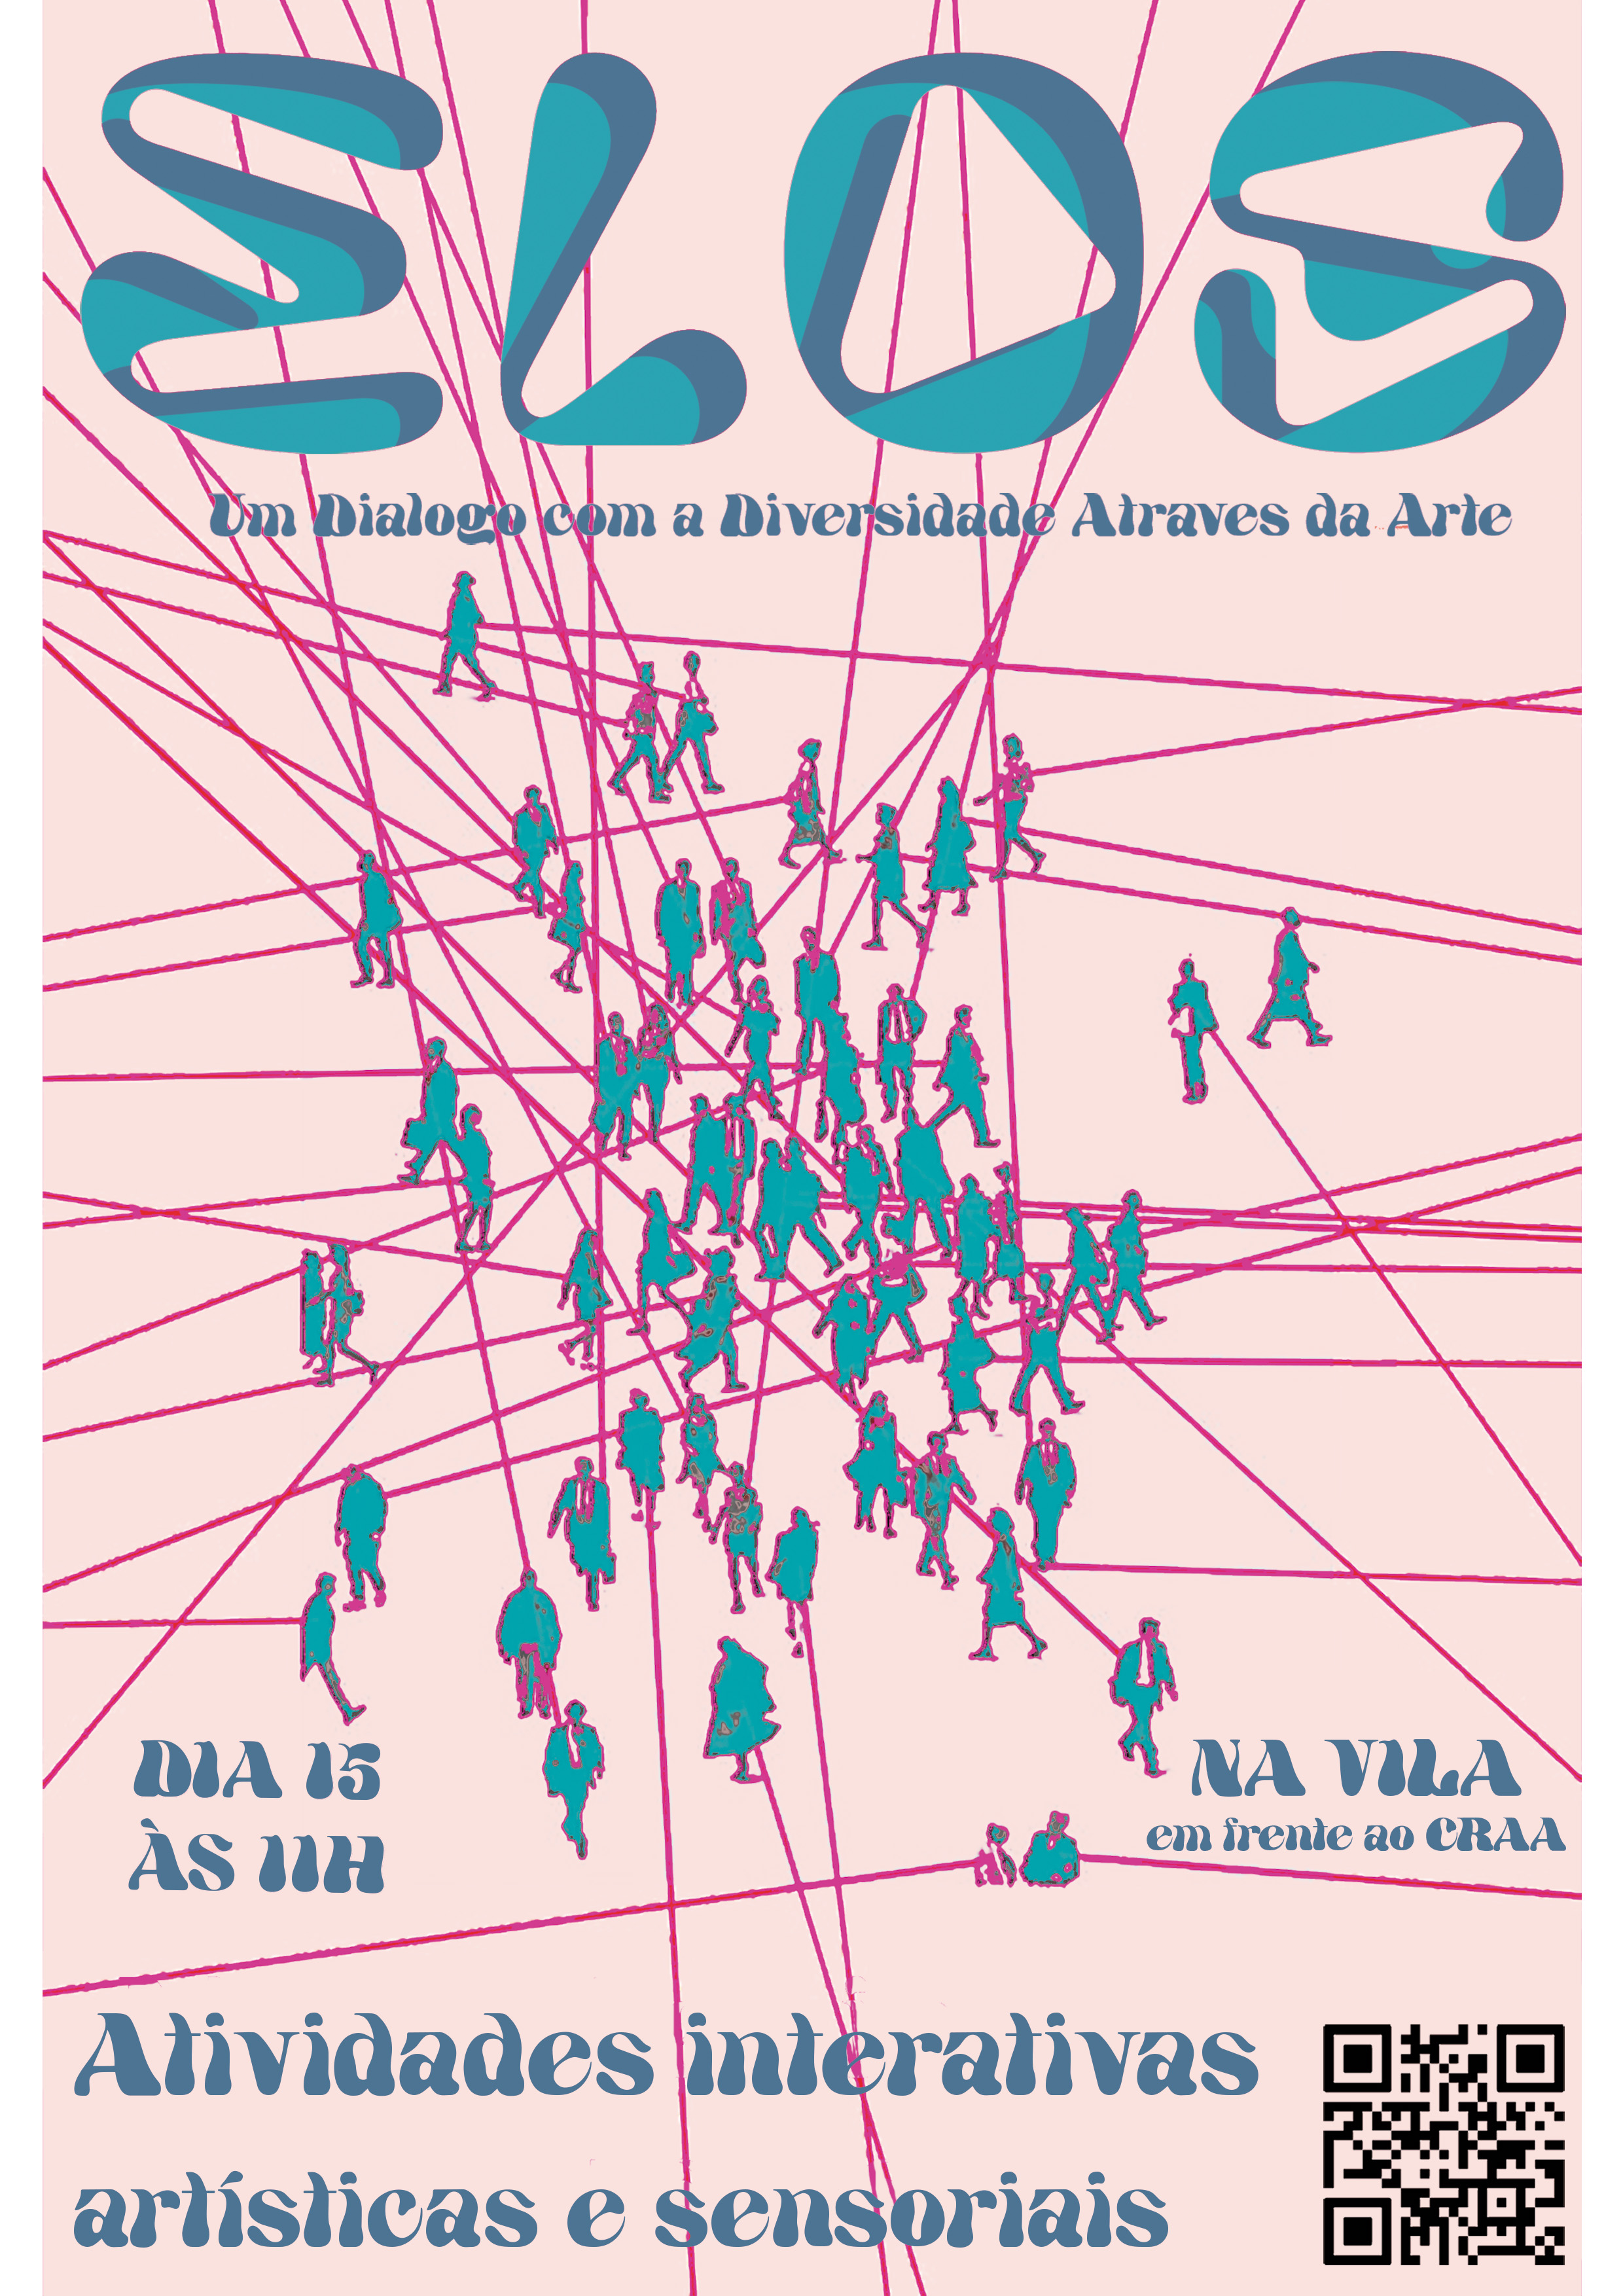 ELOS
Um Dialogo com a Diversidade Atraves da Arte
DIA 15
ÀS 11H
NA VILA
em frente ao CRAA
Atividades interativas
artísticas e sensoriais